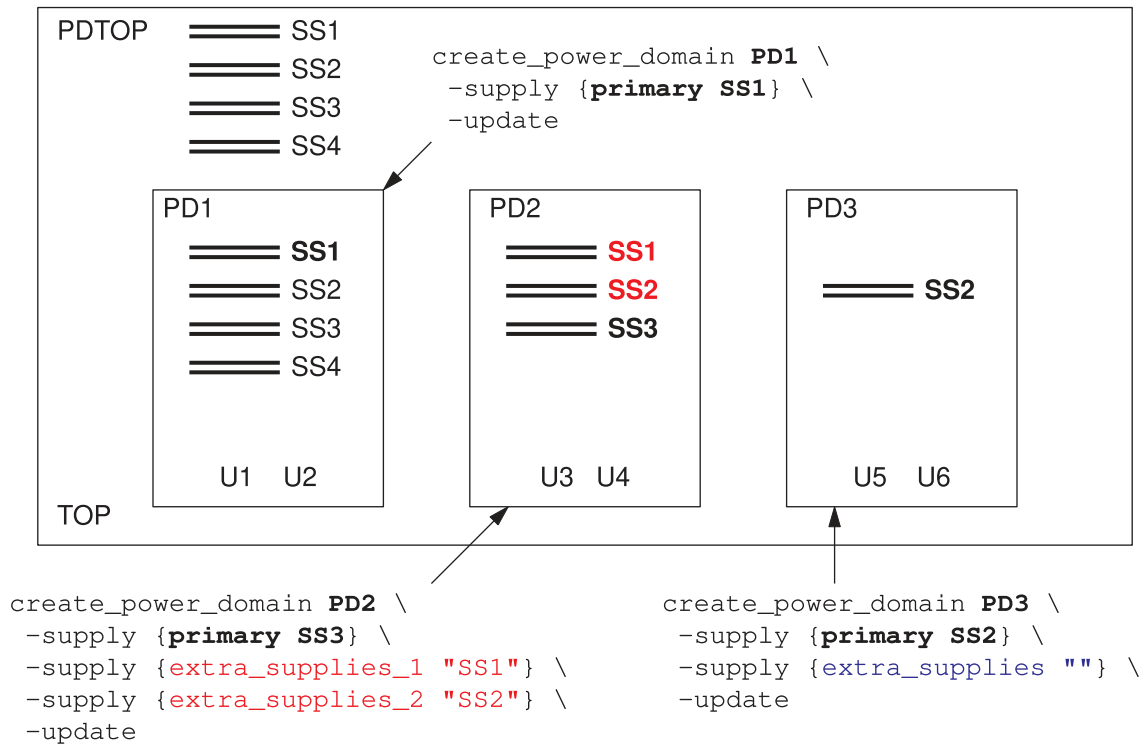 PDTOP
SS1
SS2
SS3
SS4
create_power_domain PD1 \
-supply {primary SS1} \
-update
PD1
SS1
SS2
SS3
SS4
U1 U2
PD2
SS1
SS2
SS3
U3 U4
PD3
SS2
U5 U6
TOP
create_power_domain PD2 \
-supply {primary SS3} \
-supply {extra_supplies_1 "SS1"} \
-supply {extra_supplies_2 "SS2"} \
-update
create_power_domain PD3 \
-supply {primary SS2} \
-supply {extra_supplies ""} \
-update